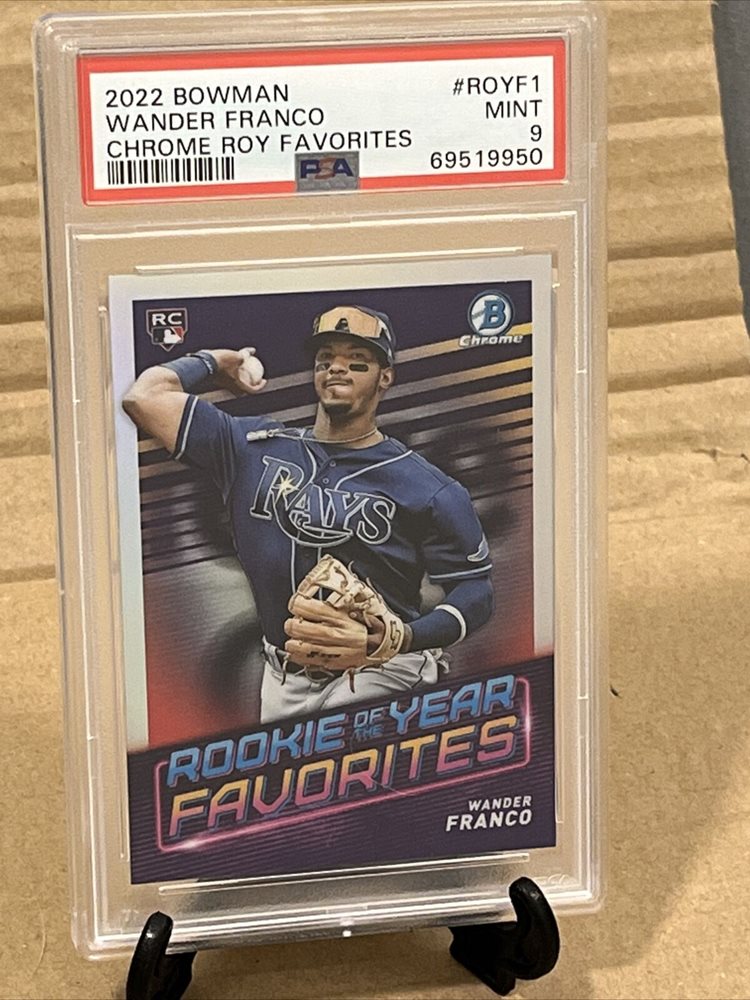 2022 BOWMAN #ROYF1
WANDER FRANCO MINT
CHROME ROY FAVORITES 9
PSA 69519950
RC
B
Chrome
RAYS
ROOKIE OF THE YEAR
FAVORITES
WANDER
FRANCO